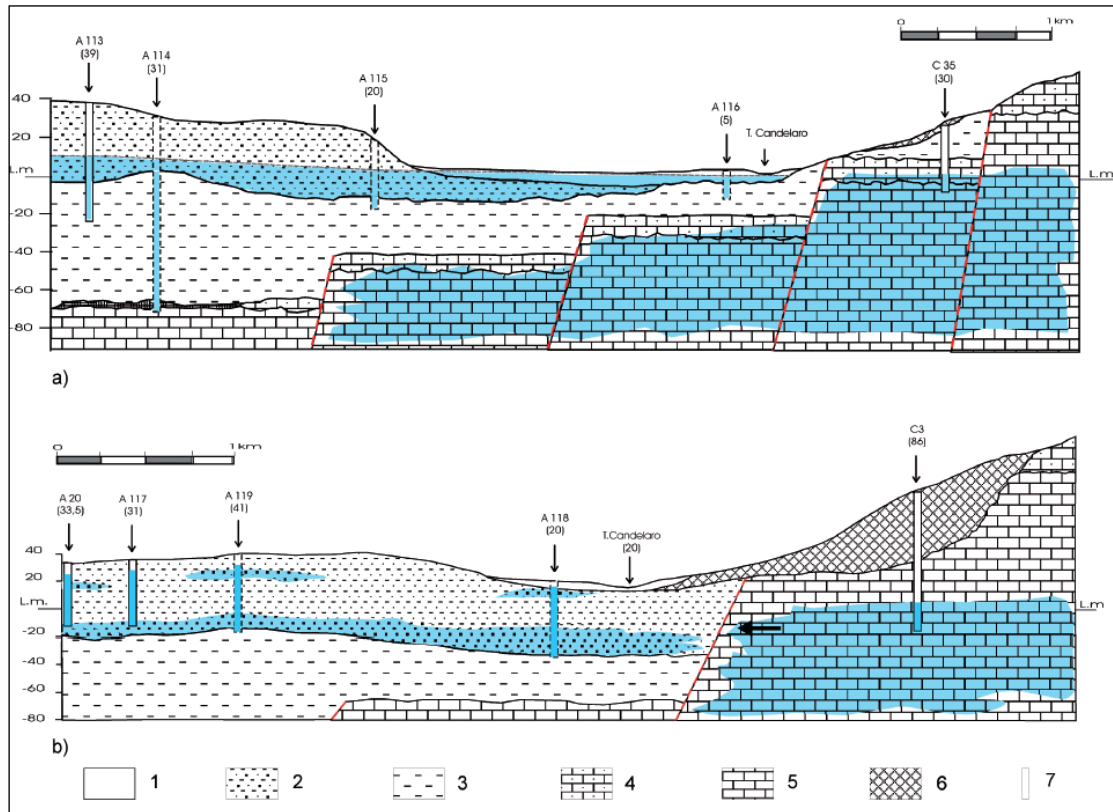 0 1 km
A 113
(39)
A 114
(31)
A 115
(20)
A 116
(5)
T. Candelaro
C 35
(30)
40
20
L.m
-20
-40
-60
-80
L.m
a)
0 1 km
A 20
(33,5)
A 117
(31)
A 119
(41)
A 118
(20)
T.Candelaro
(20)
C3
(86)
40
20
L.m.
-20
-40
-60
-80
L.m
b)
1 2 3 4 5 6 7